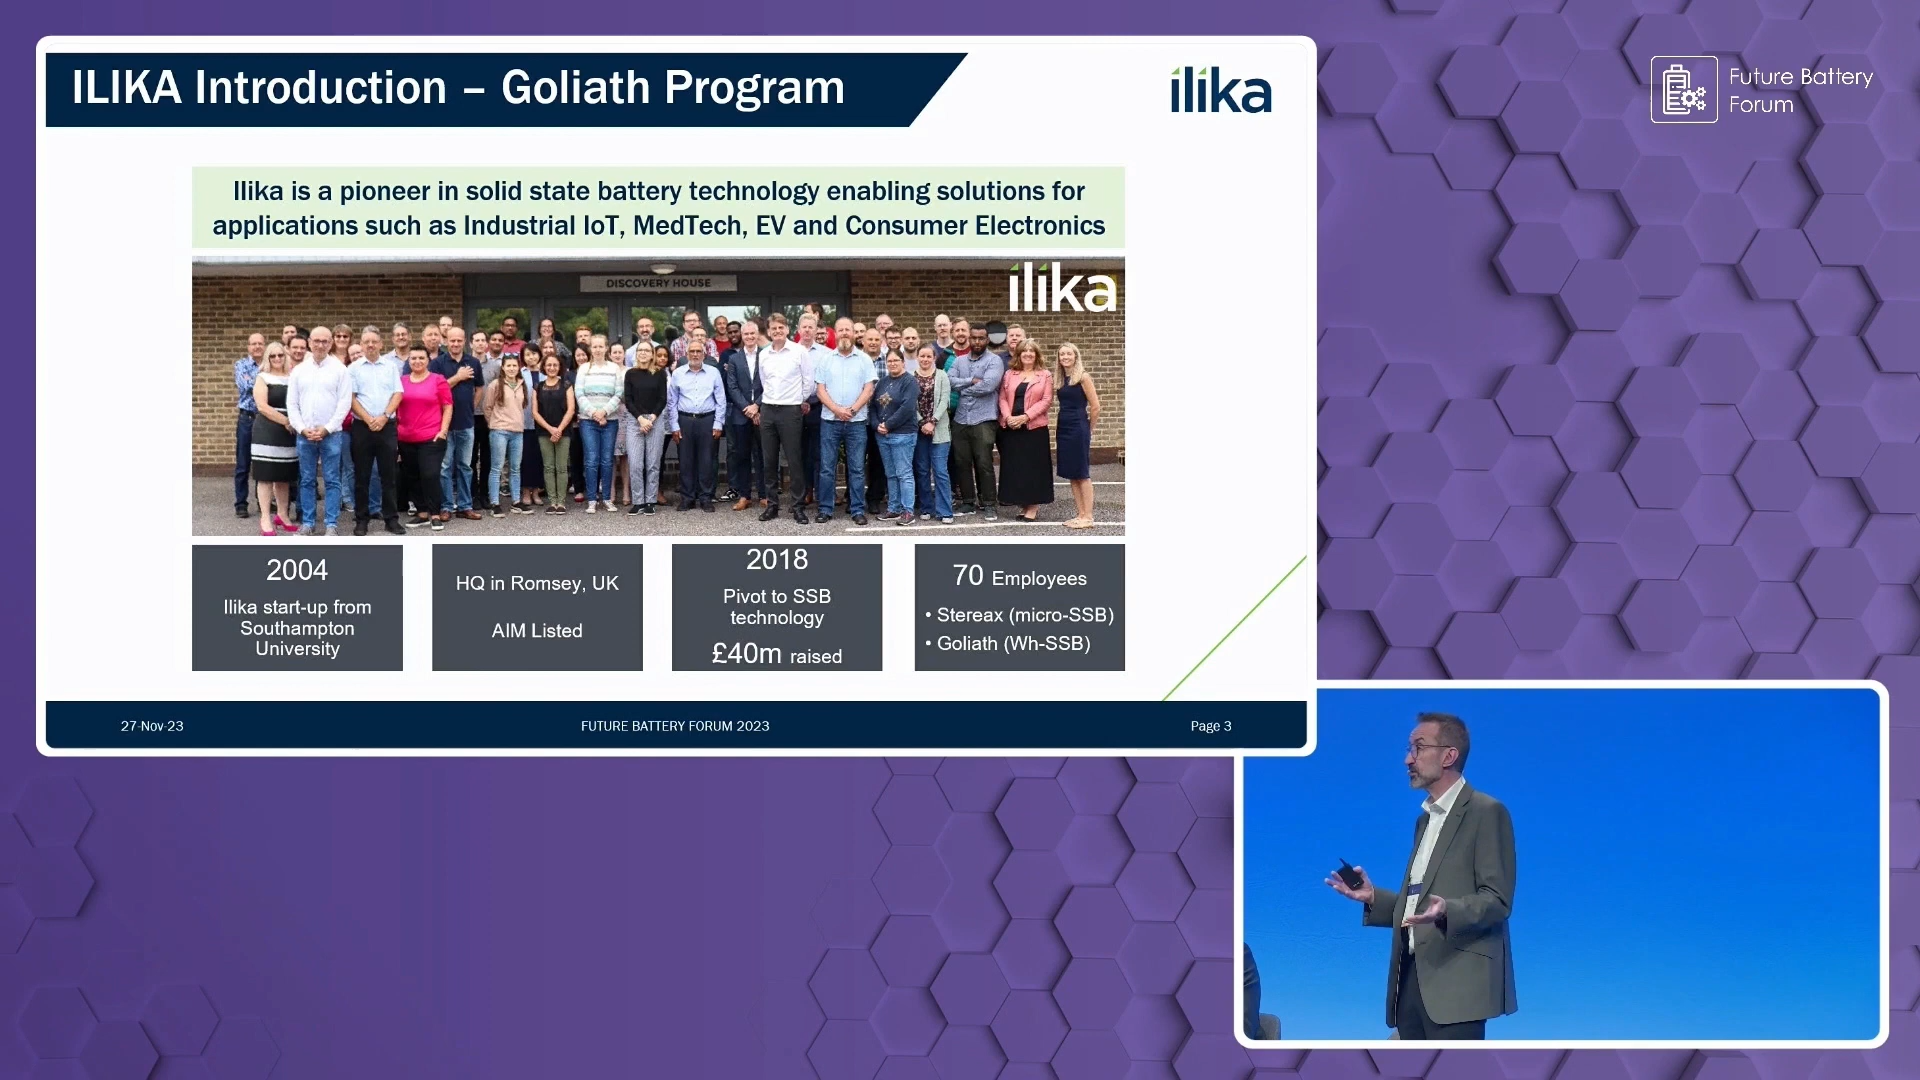 ILIKA Introduction – Goliath Program
ilika
Future Battery
Forum
Ilika is a pioneer in solid state battery technology enabling solutions for
applications such as Industrial IoT, MedTech, EV and Consumer Electronics
DISCOVERY HOUSE
ilika
2004
Ilika start-up from
Southampton
University
HQ in Romsey, UK
AIM Listed
2018
Pivot to SSB
technology
£40m raised
70 Employees
• Stereax (micro-SSB)
• Goliath (Wh-SSB)
27-Nov-23
FUTURE BATTERY FORUM 2023
Page 3